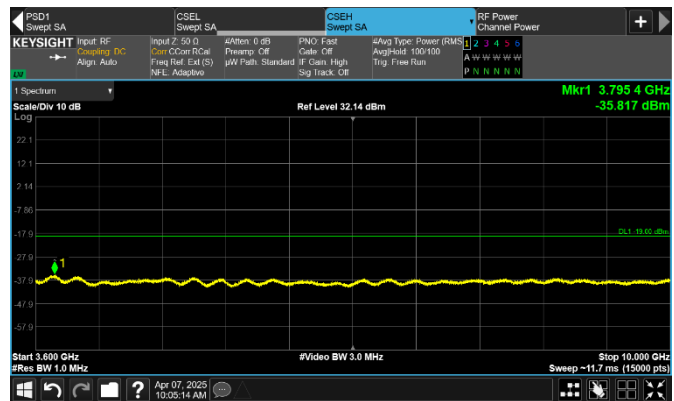 PSD1
Swept SA
CSEL
Swept SA
CSEH
Swept SA
RF Power
Channel Power
KEYSIGHT
Input: RF
Coupling: DC
Align: Auto
Input Z: 50 Ω
Corr CCorr RCal
Freq Ref: Ext (S)
NFE: Adaptive
#Atten: 0 dB
Preamp: Off
µW Path: Standard
PNO: Fast
Gate: Off
IF Gain: High
Sig Track: Off
#Avg Type: Power (RMS)
Avg|Hold: 100/100
Trig: Free Run
1 2 3 4 5 6
A W W W W W
P N N N N N
1 Spectrum
Mkr1 3.795 4 GHz
Scale/Div 10 dB
Ref Level 32.14 dBm
-35.817 dBm
Log
22.1
12.1
2.14
-7.86
-17.9
DL1 -19.00 dBm
-27.9
1
-37.9
-47.9
-57.9
Start 3.600 GHz
#Video BW 3.0 MHz
Stop 10.000 GHz
#Res BW 1.0 MHz
Sweep ~11.7 ms (15000 pts)
Apr 07, 2025
10:05:14 AM